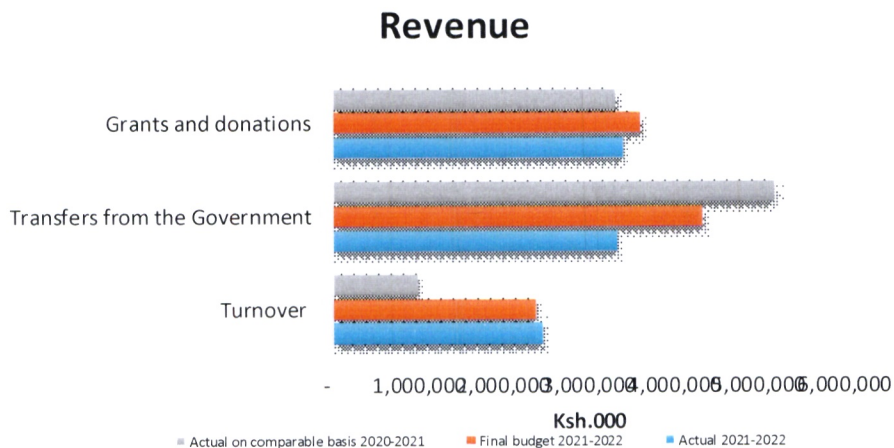 Revenue
Grants and donations
Transfers from the Government
Turnover
- 1,000,000 2,000,000 3,000,000 4,000,000 5,000,000 6,000,000
Ksh.000
Actual on comparable basis 2020-2021 Final budget 2021-2022 Actual 2021-2022